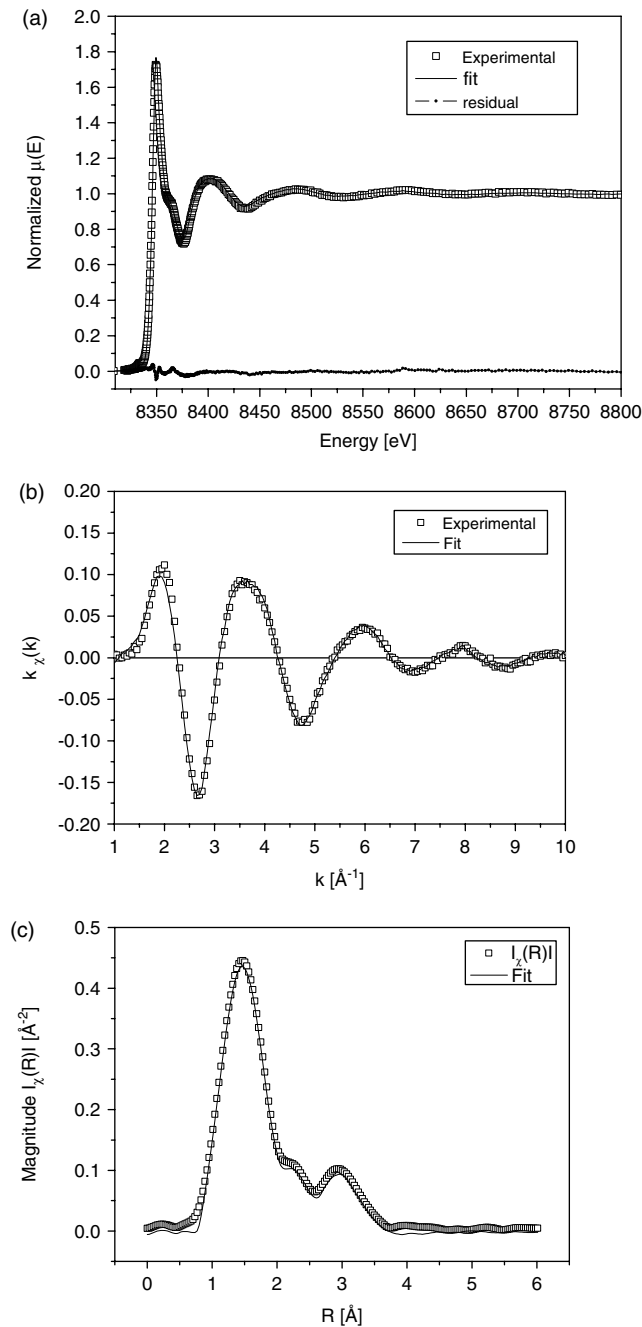 (a)
2.0
1.8
1.6
1.4
1.2
1.0
0.8
0.6
0.4
0.2
0.0
Normalized μ(E)
Experimental
fit
residual
8350 8400 8450 8500 8550 8600 8650 8700 8750 8800
Energy [eV]
(b)
0.20
0.15
0.10
0.05
0.00
-0.05
-0.10
-0.15
-0.20
k χ(k)
Experimental
Fit
1 2 3 4 5 6 7 8 9 10
k [Å-1]
(c)
0.5
0.4
0.3
0.2
0.1
0.0
Magnitude Iχ(R)I [Å-2]
Iχ(R)I
Fit
0 1 2 3 4 5 6
R [Å]